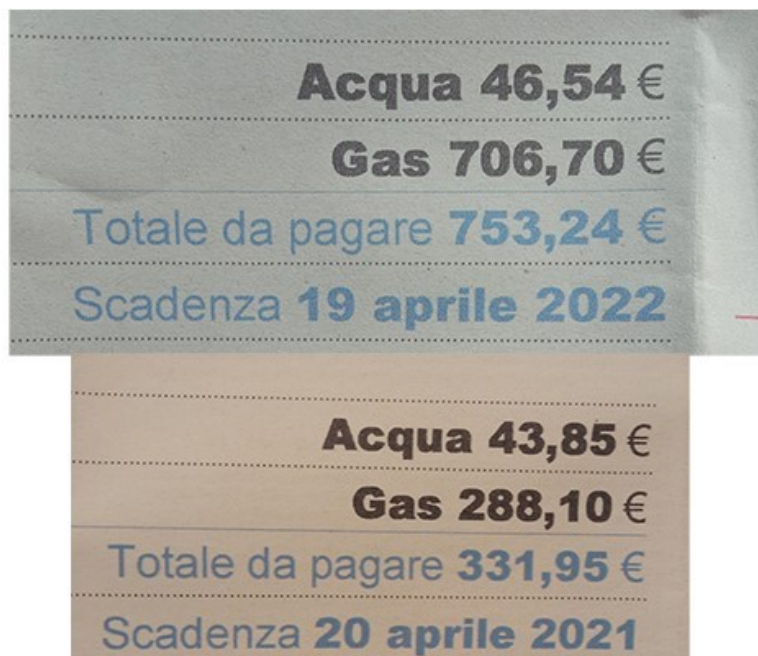 Acqua 46,54 €
Gas 706,70 €
Totale da pagare 753,24 €
Scadenza 19 aprile 2022
Acqua 43,85 €
Gas 288,10 €
Totale da pagare 331,95 €
Scadenza 20 aprile 2021